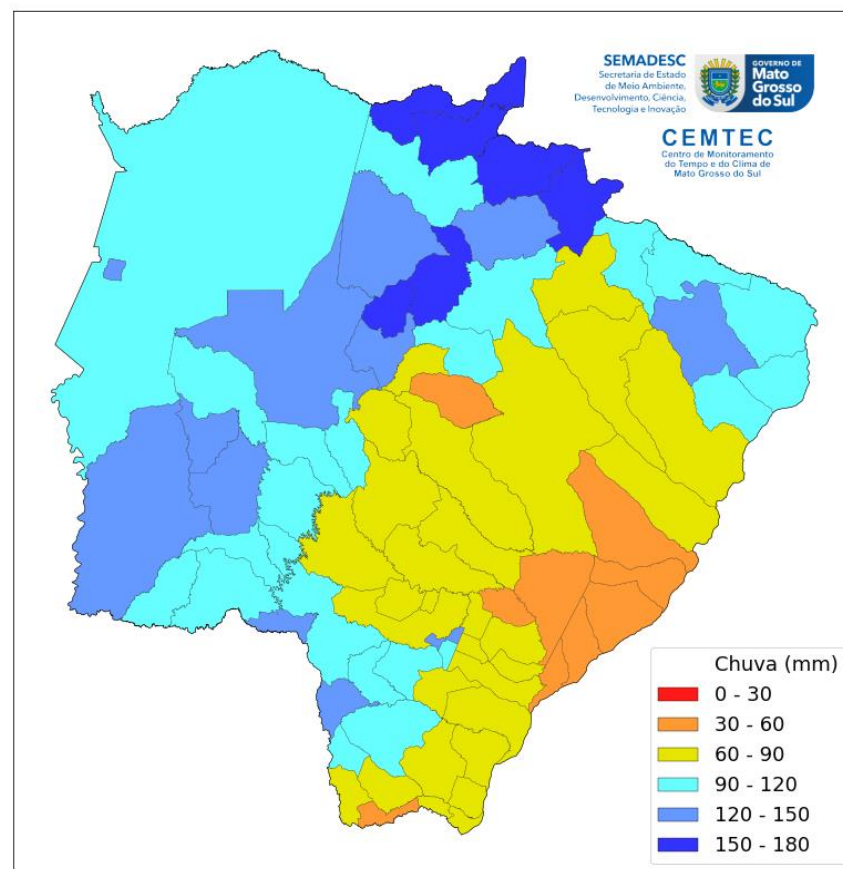 SEMADESC
Secretaria de Estado
de Meio Ambiente,
Desenvolvimento, Ciência,
Tecnologia e Inovação
GOVERNO DE
Mato
Grosso
do Sul
CEMTEC
Centro de Monitoramento
do Tempo e do Clima de
Mato Grosso do Sul
Chuva (mm)
0 - 30
30 - 60
60 - 90
90 - 120
120 - 150
150 - 180